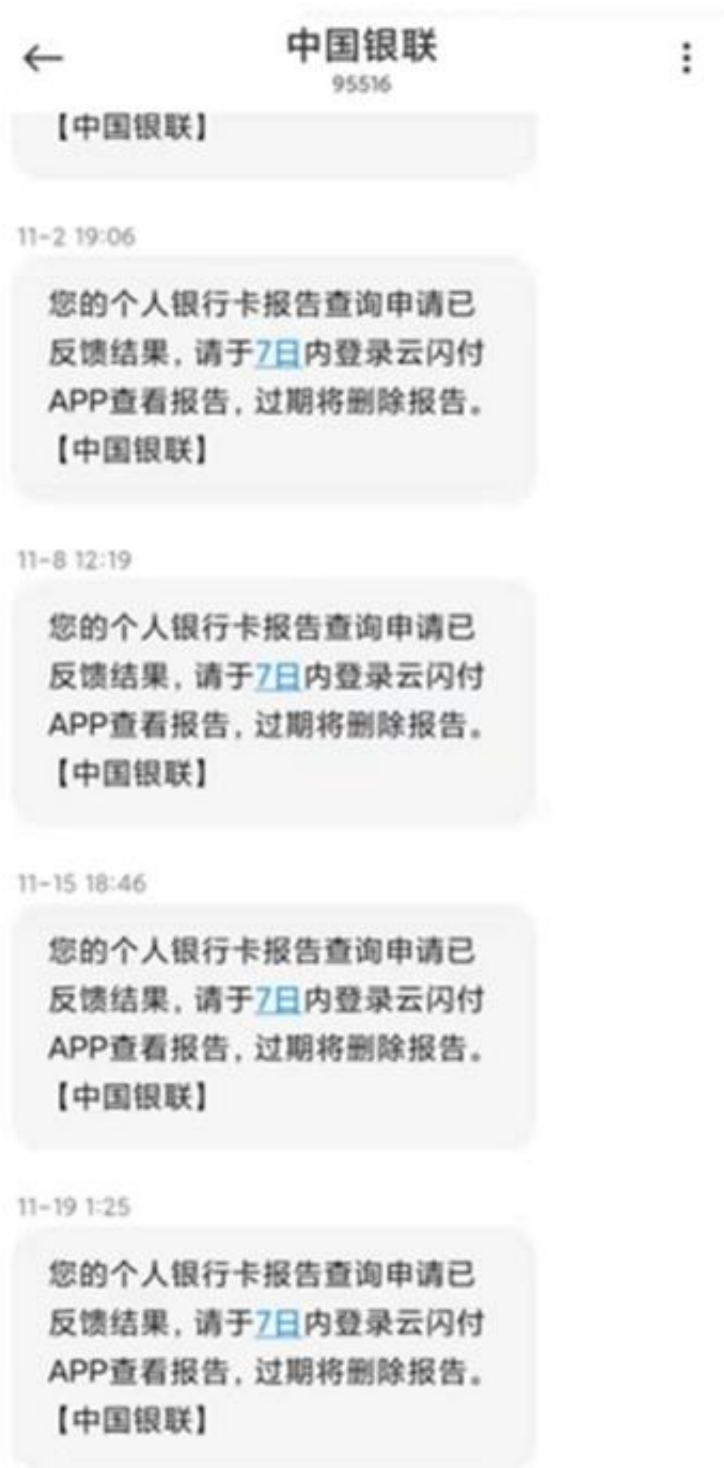 中国银联
95516
【中国银联】
11-2 19:06
您的个人银行卡报告查询申请已
反馈结果,请于7日内登录云闪付
APP查看报告,过期将删除报告。
【中国银联】
11-8 12:19
您的个人银行卡报告查询申请已
反馈结果,请于7日内登录云闪付
APP查看报告,过期将删除报告。
【中国银联】
11-15 18:46
您的个人银行卡报告查询申请已
反馈结果,请于7日内登录云闪付
APP查看报告,过期将删除报告。
【中国银联】
11-19 1:25
您的个人银行卡报告查询申请已
反馈结果,请于7日内登录云闪付
APP查看报告,过期将删除报告。
【中国银联】